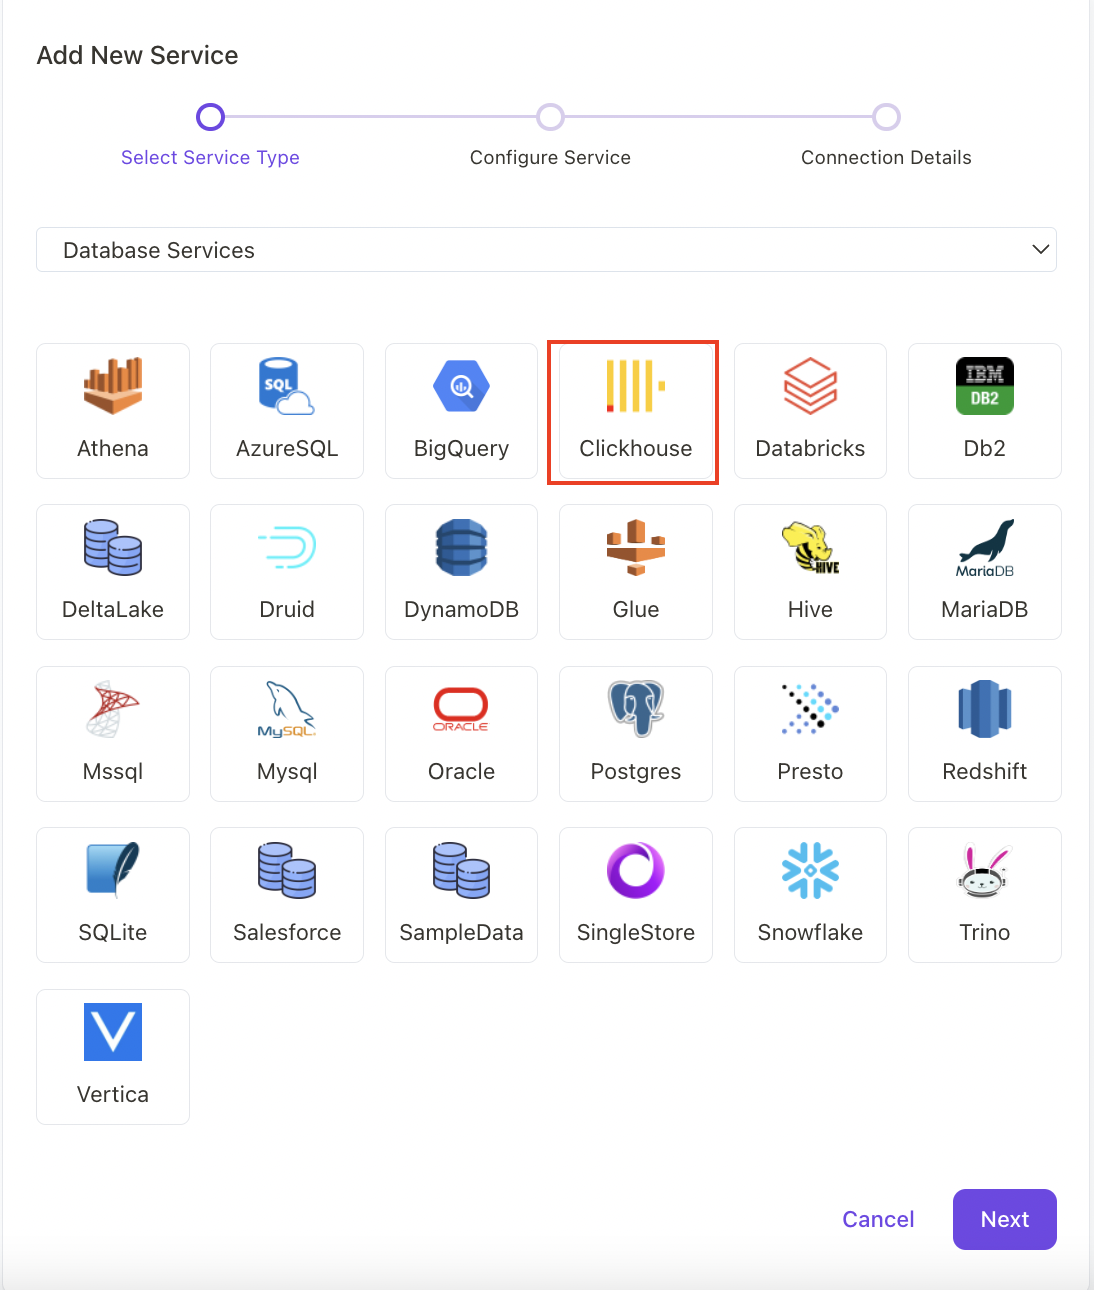 Add New Service
Select Service Type Configure Service Connection Details
Database Services
SQL IBM DB2
Athena AzureSQL BigQuery Clickhouse Databricks Db2
HIVE MariaDB
DeltaLake Druid DynamoDB Glue Hive MariaDB
MySQL ORACLE
Mssql Mysql Oracle Postgres Presto Redshift
SQLite Salesforce SampleData SingleStore Snowflake Trino
V
Vertica
Cancel Next